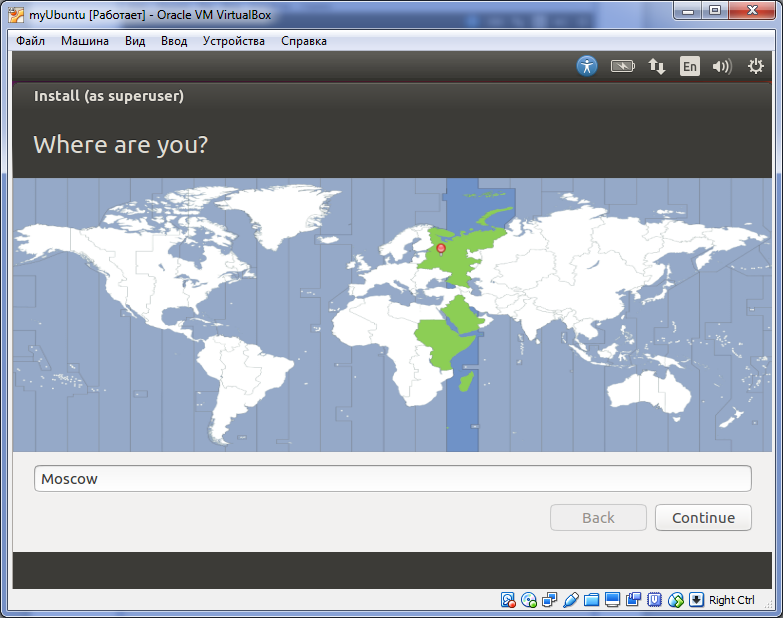 myUbuntu [Работает] - Oracle VM VirtualBox
Файл Машина Вид Ввод Устройства Справка
En
Install (as superuser)
Where are you?
Moscow
Back Continue
Right Ctrl